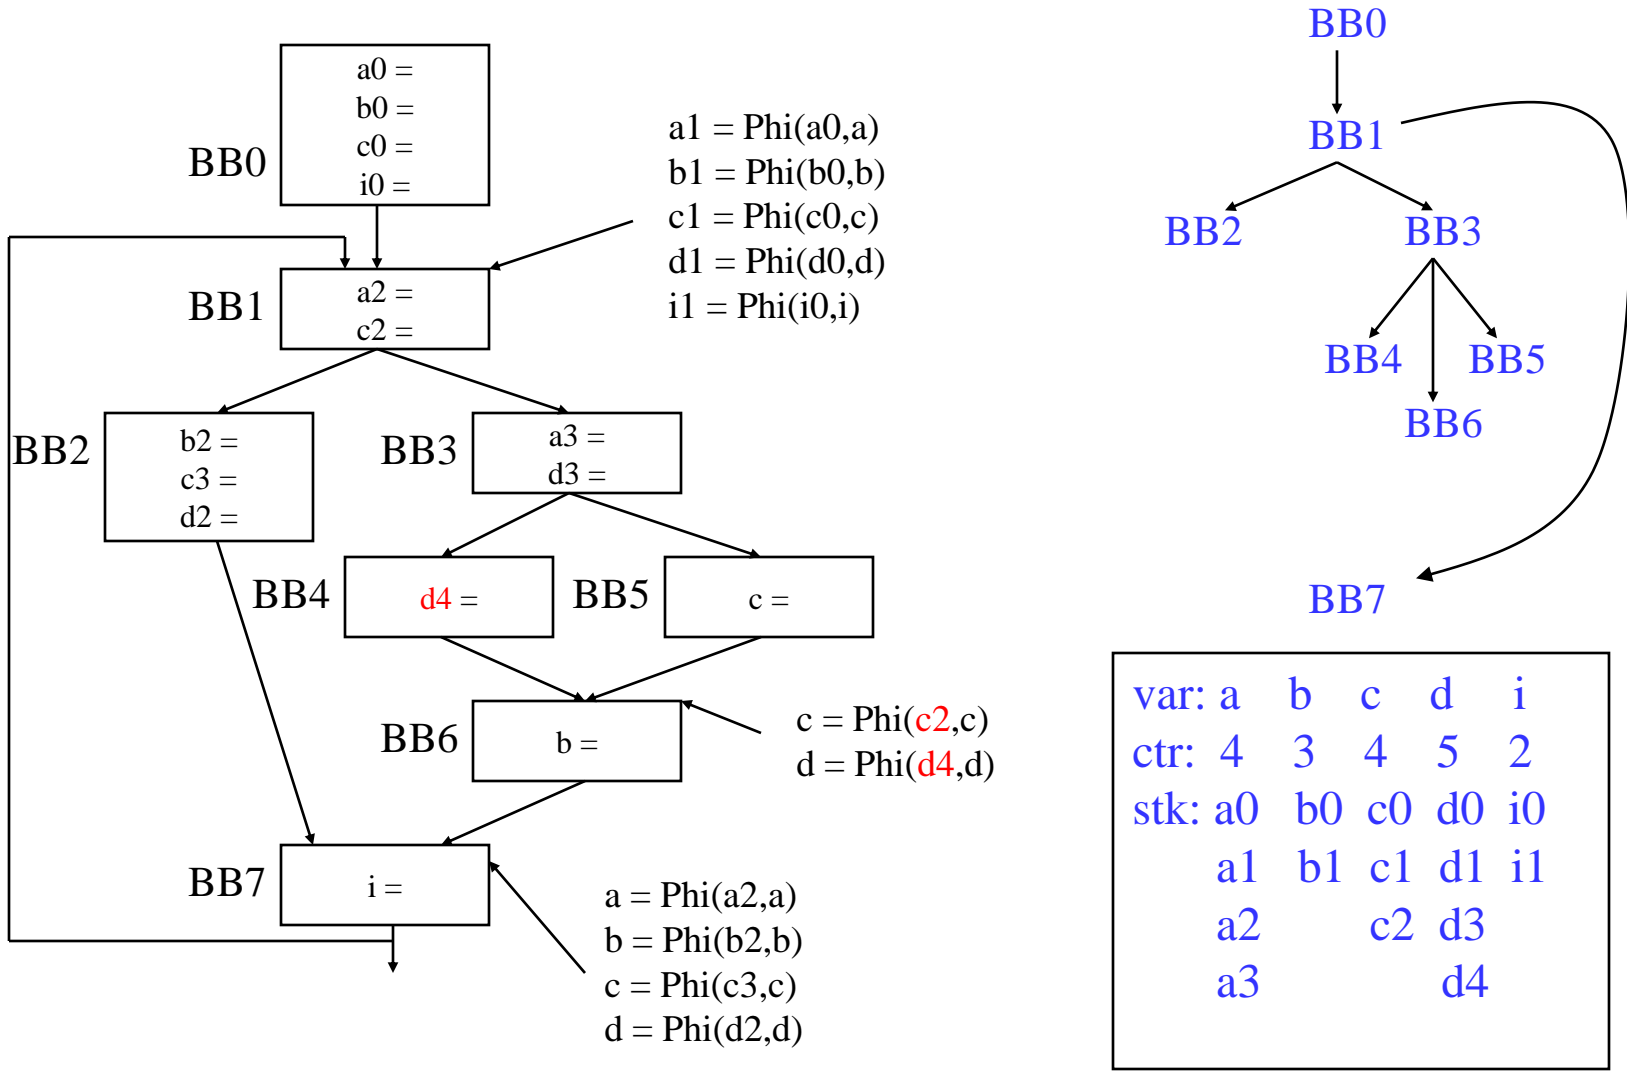 BB0
a0 =
b0 =
c0 =
i0 =
a1 = Phi(a0,a)
b1 = Phi(b0,b)
c1 = Phi(c0,c)
d1 = Phi(d0,d)
i1 = Phi(i0,i)
BB1
a2 =
c2 =
BB2
b2 =
c3 =
d2 =
BB3
a3 =
d3 =
BB4
d4 =
BB5
c =
BB6
b =
c = Phi(c2,c)
d = Phi(d4,d)
BB7
i =
a = Phi(a2,a)
b = Phi(b2,b)
c = Phi(c3,c)
d = Phi(d2,d)
BB0
BB1
BB2 BB3
BB4 BB5
BB6
BB7
var: a b c d i
ctr: 4 3 4 5 2
stk: a0 b0 c0 d0 i0
a1 b1 c1 d1 i1
a2 c2 d3
a3 d4